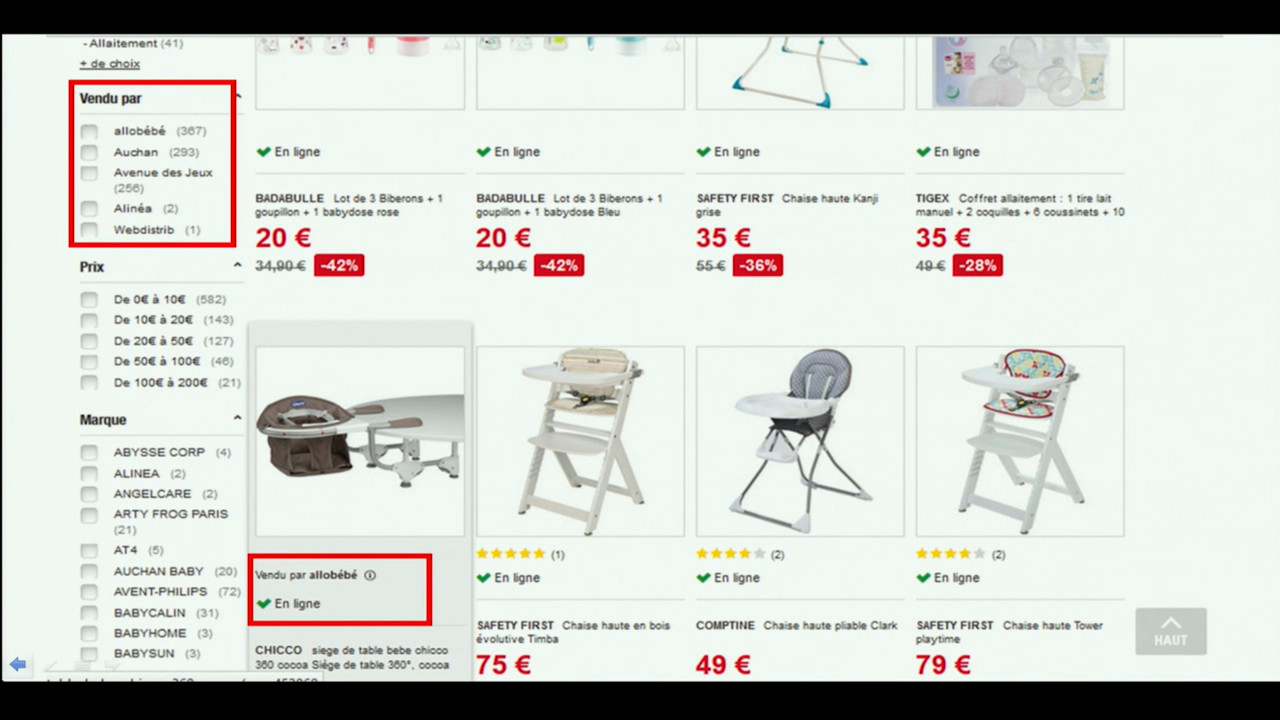 - Allaitement (41)
+ de choix
Vendu par
allobébé (367)
Auchan (293)
Avenue des Jeux
(256)
Alinéa (2)
Webdistrib (1)
Prix
De 0€ à 10€ (582)
De 10€ à 20€ (143)
De 20€ à 50€ (127)
De 50€ à 100€ (46)
De 100€ à 200€ (21)
Marque
ABYSSE CORP (4)
ALINEA (2)
ANGELCARE (2)
ARTY FROG PARIS
(21)
AT4 (5)
AUCHAN BABY (20)
AVENT-PHILIPS (72)
BABYCALIN (31)
BABYHOME (3)
BABYSUN (3)
En ligne
BADABULLE Lot de 3 Biberons + 1
goupillon + 1 babydose rose
20 €
34,90 € -42%
En ligne
BADABULLE Lot de 3 Biberons + 1
goupillon + 1 babydose Bleu
20 €
34,90 € -42%
En ligne
SAFETY FIRST Chaise haute Kanji
grise
35 €
55 € -36%
En ligne
TIGEX Coffret allaitement : 1 tire lait
manuel + 2 coquilles + 6 coussinets + 10
35 €
49 € -28%
Vendu par allobébé
En ligne
CHICCO siege de table bebe chicco
360 cocoa Siège de table 360°, cocoa
(1)
En ligne
SAFETY FIRST Chaise haute en bois
évolutive Timba
75 €
(2)
En ligne
COMPTINE Chaise haute pliable Clark
49 €
(2)
En ligne
SAFETY FIRST Chaise haute Tower
playtime
79 €
HAUT